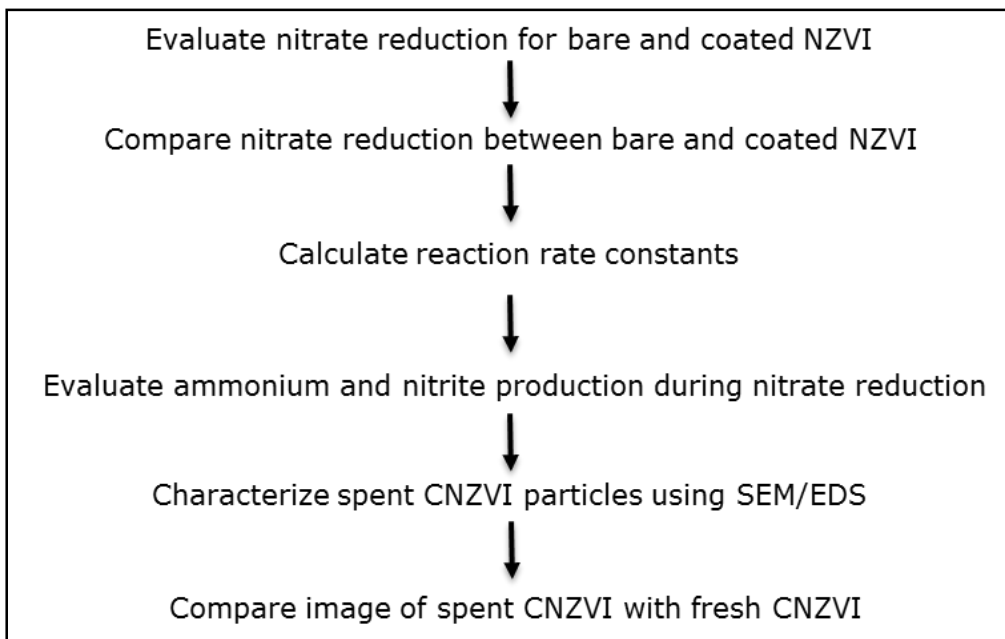 Evaluate nitrate reduction for bare and coated NZVI
Compare nitrate reduction between bare and coated NZVI
Calculate reaction rate constants
Evaluate ammonium and nitrite production during nitrate reduction
Characterize spent CNZVI particles using SEM/EDS
Compare image of spent CNZVI with fresh CNZVI